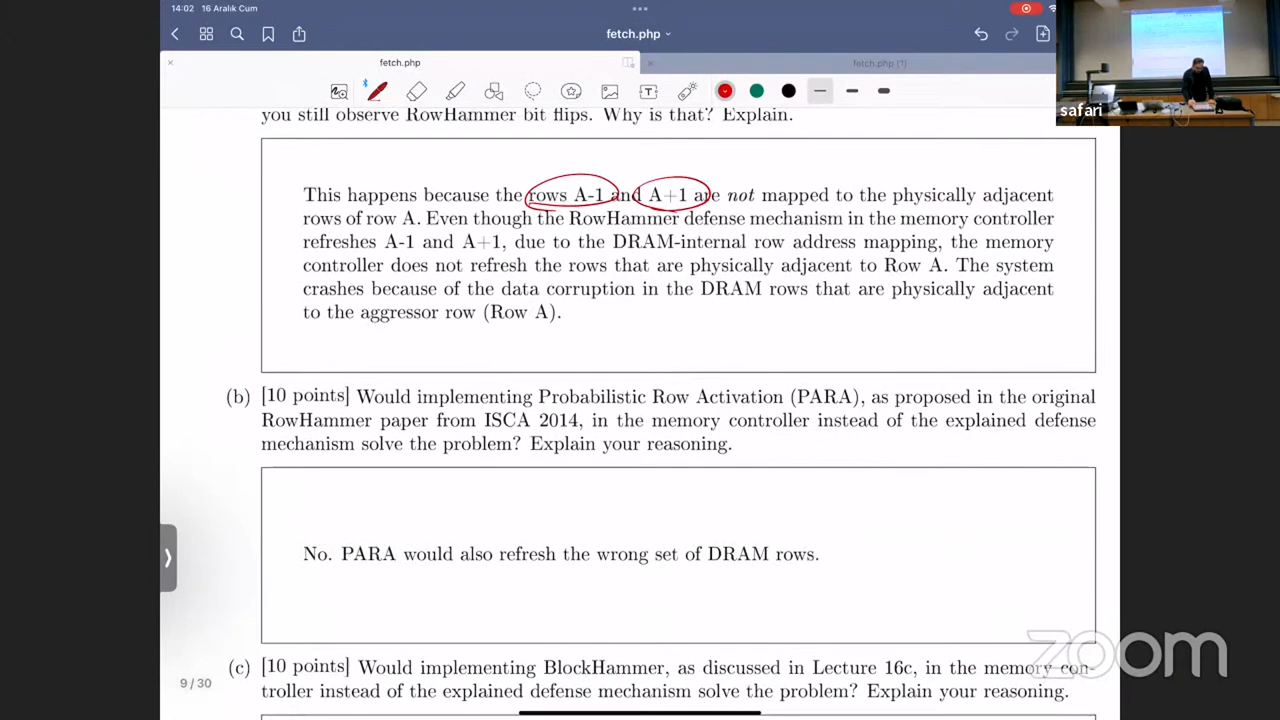 14:02 16 Aralık Cum
fetch.php
fetch.php
fetch.php (1)
safari
you still observe RowHammer bit flips. Why is that? Explain.
This happens because the rows A-1 and A+1 are not mapped to the physically adjacent
rows of row A. Even though the RowHammer defense mechanism in the memory controller
refreshes A-1 and A+1, due to the DRAM-internal row address mapping, the memory
controller does not refresh the rows that are physically adjacent to Row A. The system
crashes because of the data corruption in the DRAM rows that are physically adjacent
to the aggressor row (Row A).
(b) [10 points] Would implementing Probabilistic Row Activation (PARA), as proposed in the original
RowHammer paper from ISCA 2014, in the memory controller instead of the explained defense
mechanism solve the problem? Explain your reasoning.
No. PARA would also refresh the wrong set of DRAM rows.
(c) [10 points] Would implementing BlockHammer, as discussed in Lecture 16c, in the memory con-
troller instead of the explained defense mechanism solve the problem? Explain your reasoning.
9 / 30
zoom